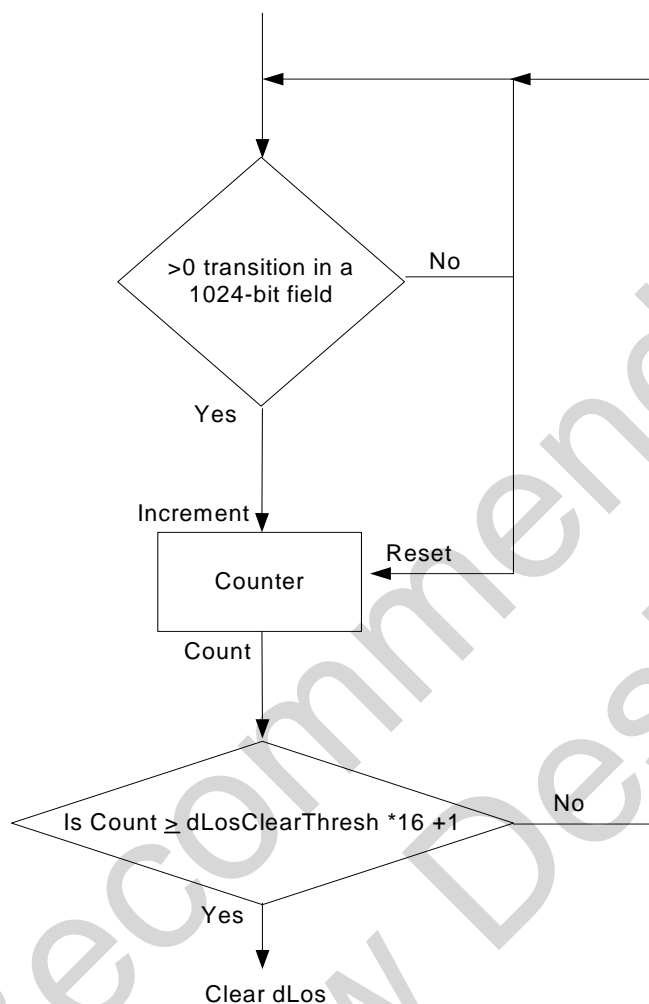 >0 transition in a
1024-bit field
No
Yes
Increment
Reset
Counter
Count
Is Count ≥ dLosClearThresh *16 +1
No
Yes
Clear dLos